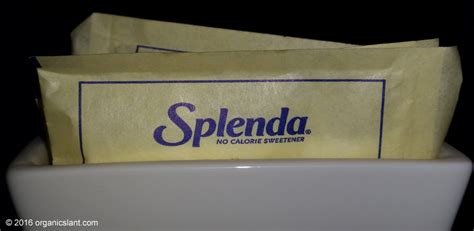 Splenda®
NO CALORIE SWEETENER
© 2016 organicslant.com